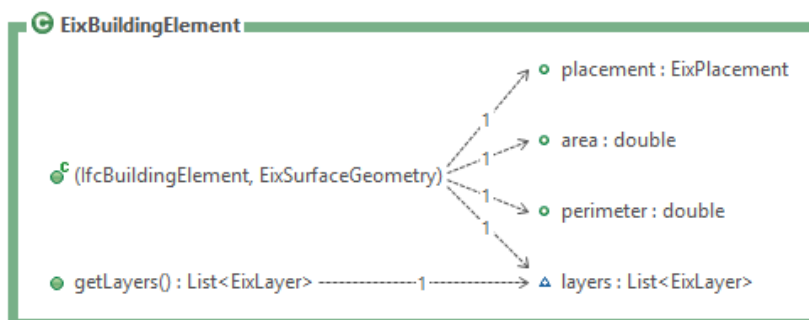 C EixBuildingElement
placement : EixPlacement
1
area : double
1
C (IfcBuildingElement, EixSurfaceGeometry)
1
perimeter : double
1
getLayers() : List<EixLayer> 1 layers : List<EixLayer>